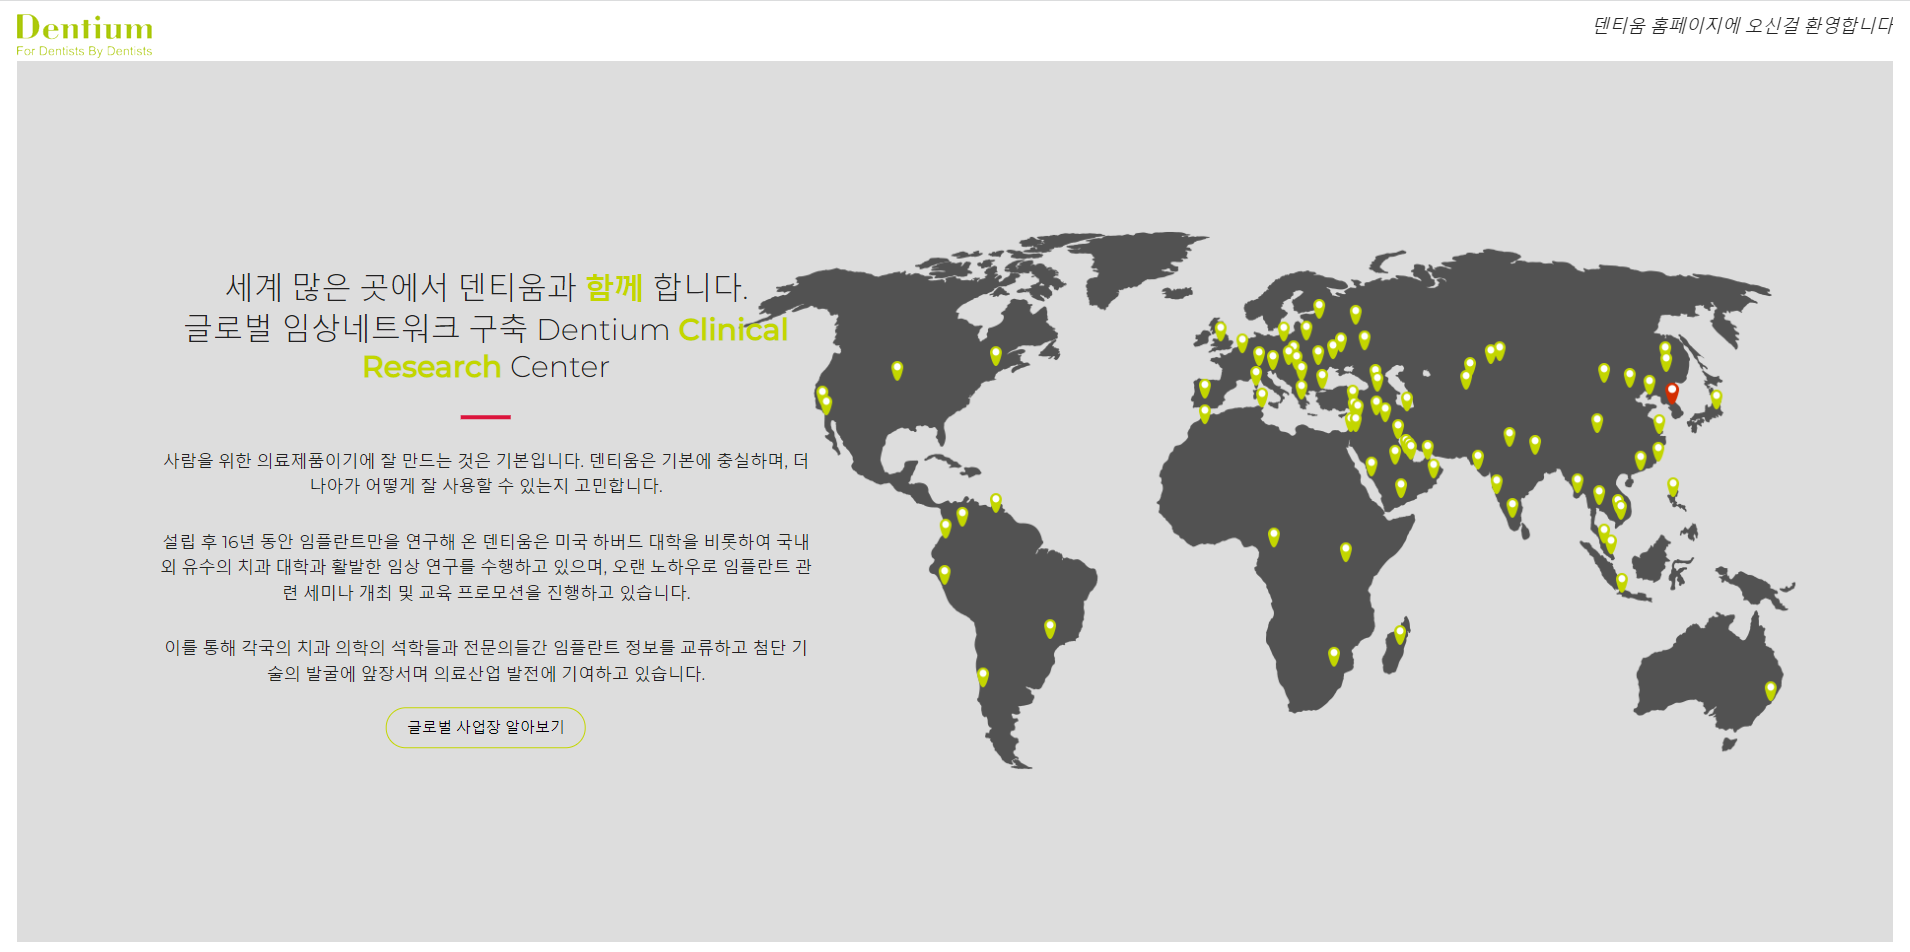 Dentium
For Dentists By Dentists
덴티움 홈페이지에 오신걸 환영합니다
세계 많은 곳에서 덴티움과 함께 합니다.
글로벌 임상네트워크 구축 Dentium Clinical
Research Center
사람을 위한 의료제품이기에 잘 만드는 것은 기본입니다. 덴티움은 기본에 충실하며, 더
나아가 어떻게 잘 사용할 수 있는지 고민합니다.
설립 후 16년 동안 임플란트만을 연구해 온 덴티움은 미국 하버드 대학을 비롯하여 국내
외 유수의 치과 대학과 활발한 임상 연구를 수행하고 있으며, 오랜 노하우로 임플란트 관
련 세미나 개최 및 교육 프로모션을 진행하고 있습니다.
이를 통해 각국의 치과 의학의 석학들과 전문의들간 임플란트 정보를 교류하고 첨단 기
술의 발굴에 앞장서며 의료산업 발전에 기여하고 있습니다.
글로벌 사업장 알아보기